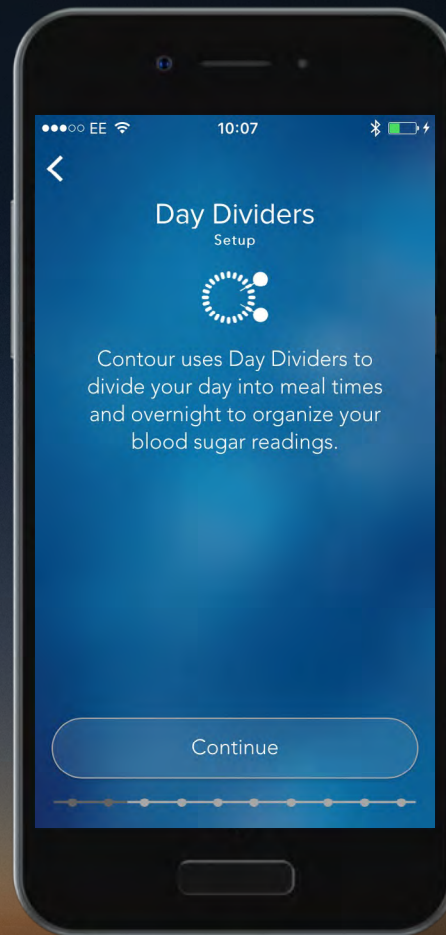 EE 10:07
Day Dividers
Setup
Contour uses Day Dividers to
divide your day into meal times
and overnight to organize your
blood sugar readings.
Continue